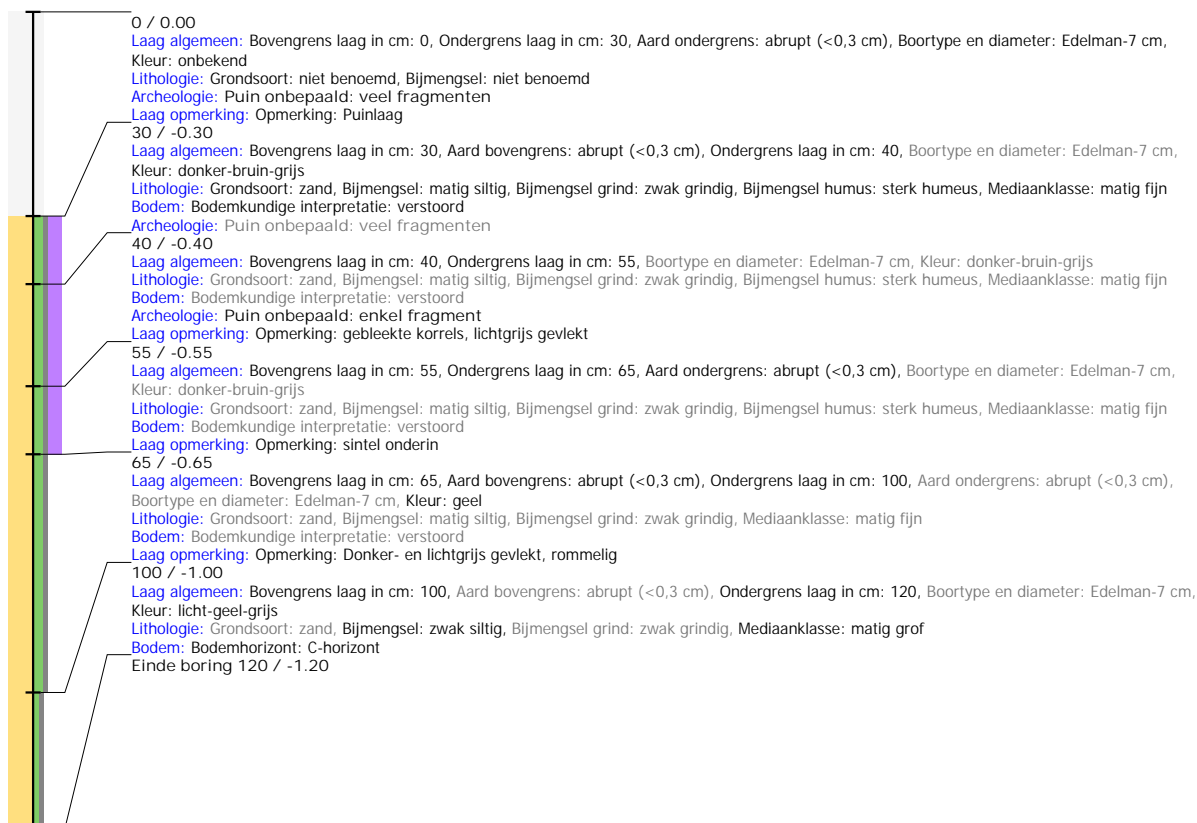 0 / 0.00
Laag algemeen: Bovengrens laag in cm: 0, Ondergrens laag in cm: 30, Aard ondergrens: abrupt (<0,3 cm), Boortype en diameter: Edelman-7 cm,
Kleur: onbekend
Lithologie: Grondsoort: niet benoemd, Bijmengsel: niet benoemd
Archeologie: Puin onbepaald: veel fragmenten
Laag opmerking: Opmerking: Puinlaag
30 / -0.30
Laag algemeen: Bovengrens laag in cm: 30, Aard bovengrens: abrupt (<0,3 cm), Ondergrens laag in cm: 40, Boortype en diameter: Edelman-7 cm,
Kleur: donker-bruin-grijs
Lithologie: Grondsoort: zand, Bijmengsel: matig siltig, Bijmengsel grind: zwak grindig, Bijmengsel humus: sterk humeus, Mediaanklasse: matig fijn
Bodem: Bodemkundige interpretatie: verstoord
Archeologie: Puin onbepaald: veel fragmenten
40 / -0.40
Laag algemeen: Bovengrens laag in cm: 40, Ondergrens laag in cm: 55, Boortype en diameter: Edelman-7 cm, Kleur: donker-bruin-grijs
Lithologie: Grondsoort: zand, Bijmengsel: matig siltig, Bijmengsel grind: zwak grindig, Bijmengsel humus: sterk humeus, Mediaanklasse: matig fijn
Bodem: Bodemkundige interpretatie: verstoord
Archeologie: Puin onbepaald: enkel fragment
Laag opmerking: Opmerking: gebleekte korrels, lichtgrijs gevlekt
55 / -0.55
Laag algemeen: Bovengrens laag in cm: 55, Ondergrens laag in cm: 65, Aard ondergrens: abrupt (<0,3 cm), Boortype en diameter: Edelman-7 cm,
Kleur: donker-bruin-grijs
Lithologie: Grondsoort: zand, Bijmengsel: matig siltig, Bijmengsel grind: zwak grindig, Bijmengsel humus: sterk humeus, Mediaanklasse: matig fijn
Bodem: Bodemkundige interpretatie: verstoord
Laag opmerking: Opmerking: sintel onderin
65 / -0.65
Laag algemeen: Bovengrens laag in cm: 65, Aard bovengrens: abrupt (<0,3 cm), Ondergrens laag in cm: 100, Aard ondergrens: abrupt (<0,3 cm),
Boortype en diameter: Edelman-7 cm, Kleur: geel
Lithologie: Grondsoort: zand, Bijmengsel: matig siltig, Bijmengsel grind: zwak grindig, Mediaanklasse: matig fijn
Bodem: Bodemkundige interpretatie: verstoord
Laag opmerking: Opmerking: Donker- en lichtgrijs gevlekt, rommelig
100 / -1.00
Laag algemeen: Bovengrens laag in cm: 100, Aard bovengrens: abrupt (<0,3 cm), Ondergrens laag in cm: 120, Boortype en diameter: Edelman-7 cm,
Kleur: licht-geel-grijs
Lithologie: Grondsoort: zand, Bijmengsel: zwak siltig, Bijmengsel grind: zwak grindig, Mediaanklasse: matig grof
Bodem: Bodemhorizont: C-horizont
Einde boring 120 / -1.20